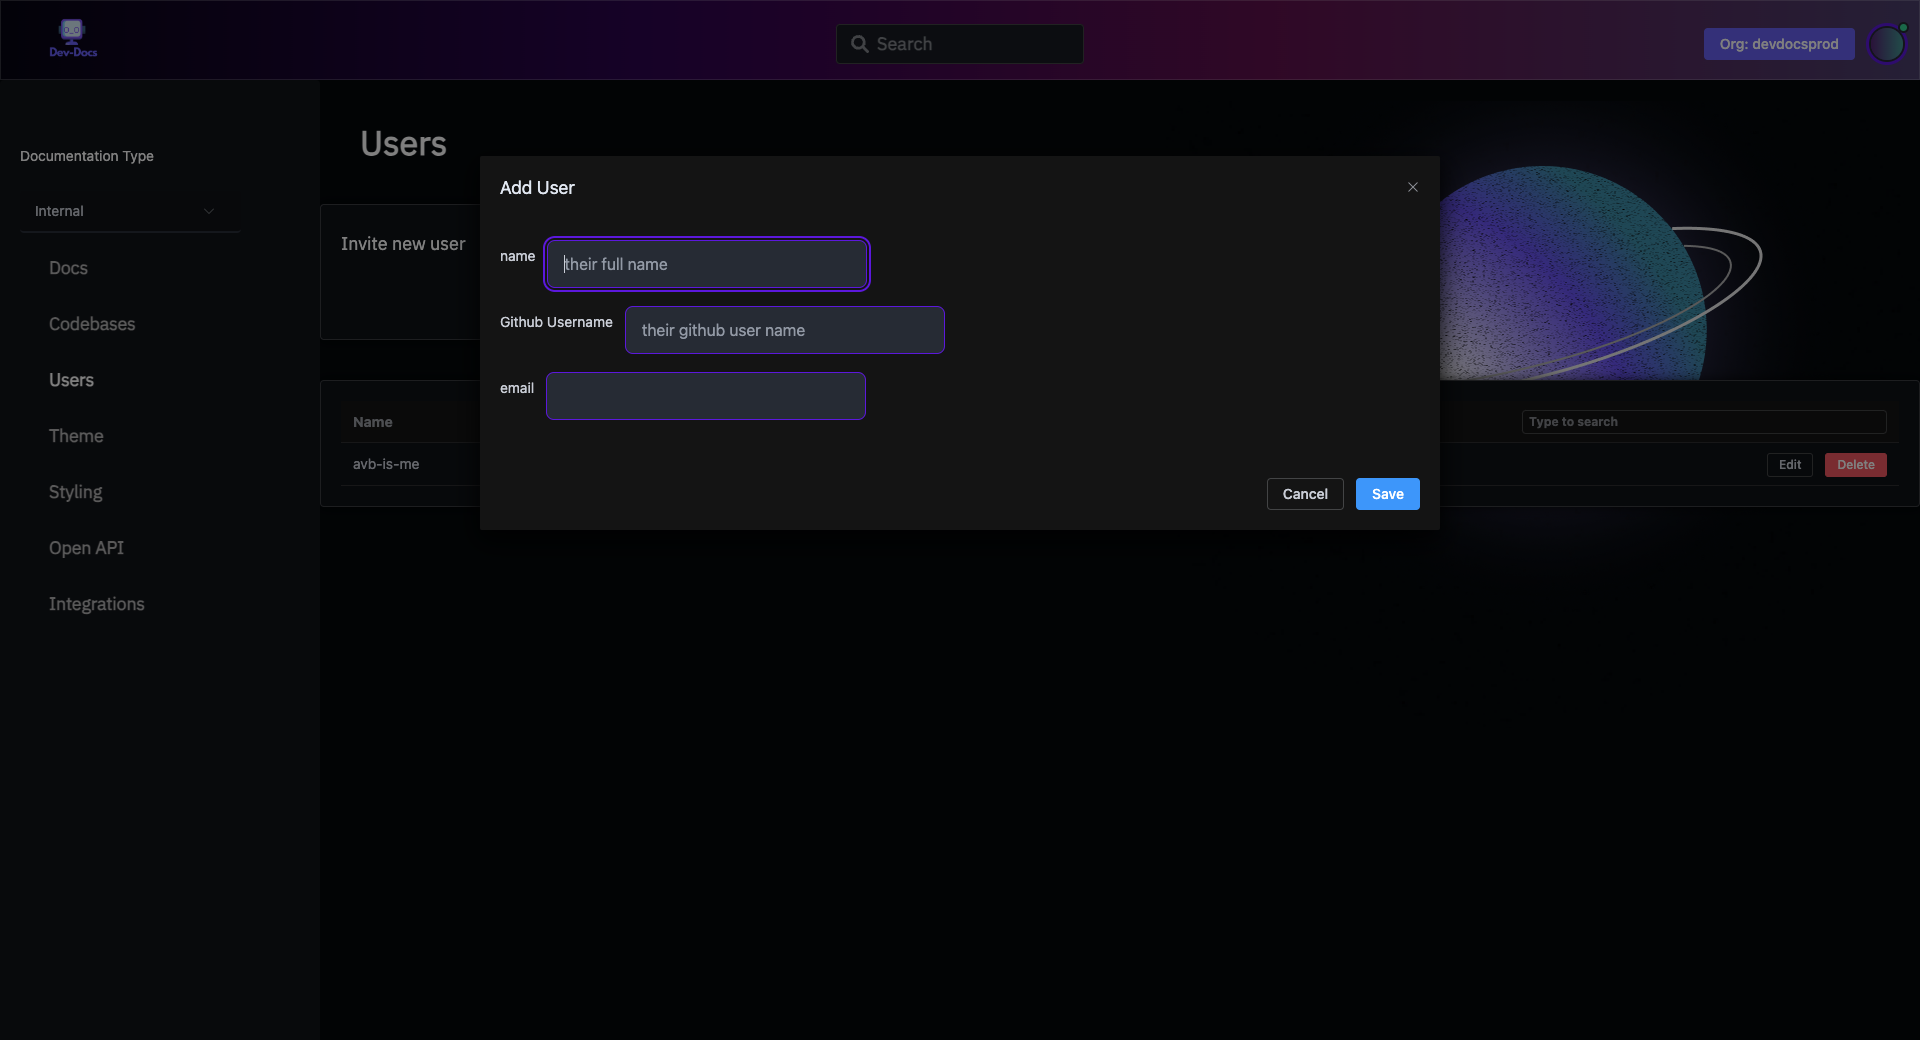 Dev-Docs
Search
Org: devdocsprod
Documentation Type
Internal
Docs
Codebases
Users
Theme
Styling
Open API
Integrations
Users
Invite new user
Add User
name
their full name
Github Username
their github user name
email
Cancel
Save
Name
Type to search
avb-is-me
Edit
Delete